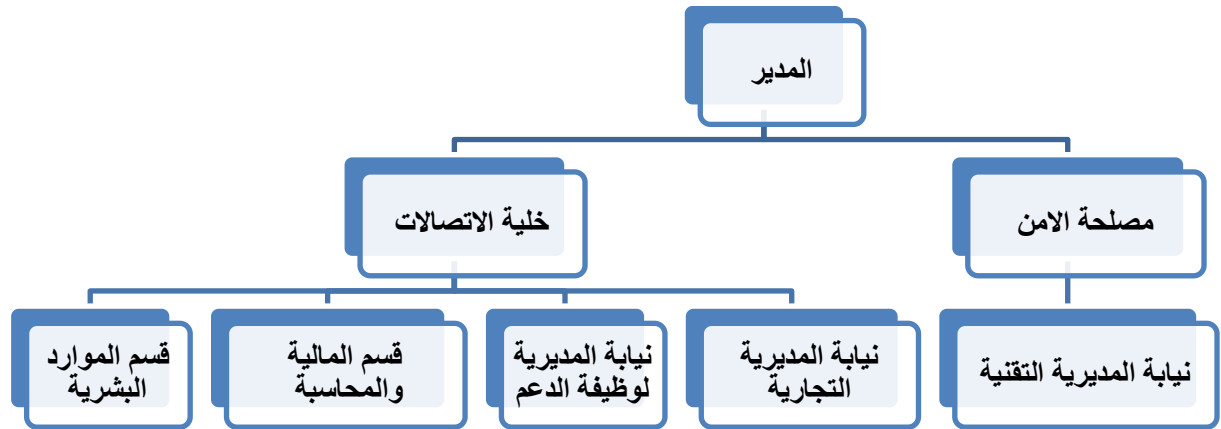 المدير
مصلحة الامن
خلية الاتصالات
نيابة المديرية التقنية
نيابة المديرية
التجارية
نيابة المديرية
لوظيفة الدعم
قسم المالية
والمحاسبة
قسم الموارد
البشرية